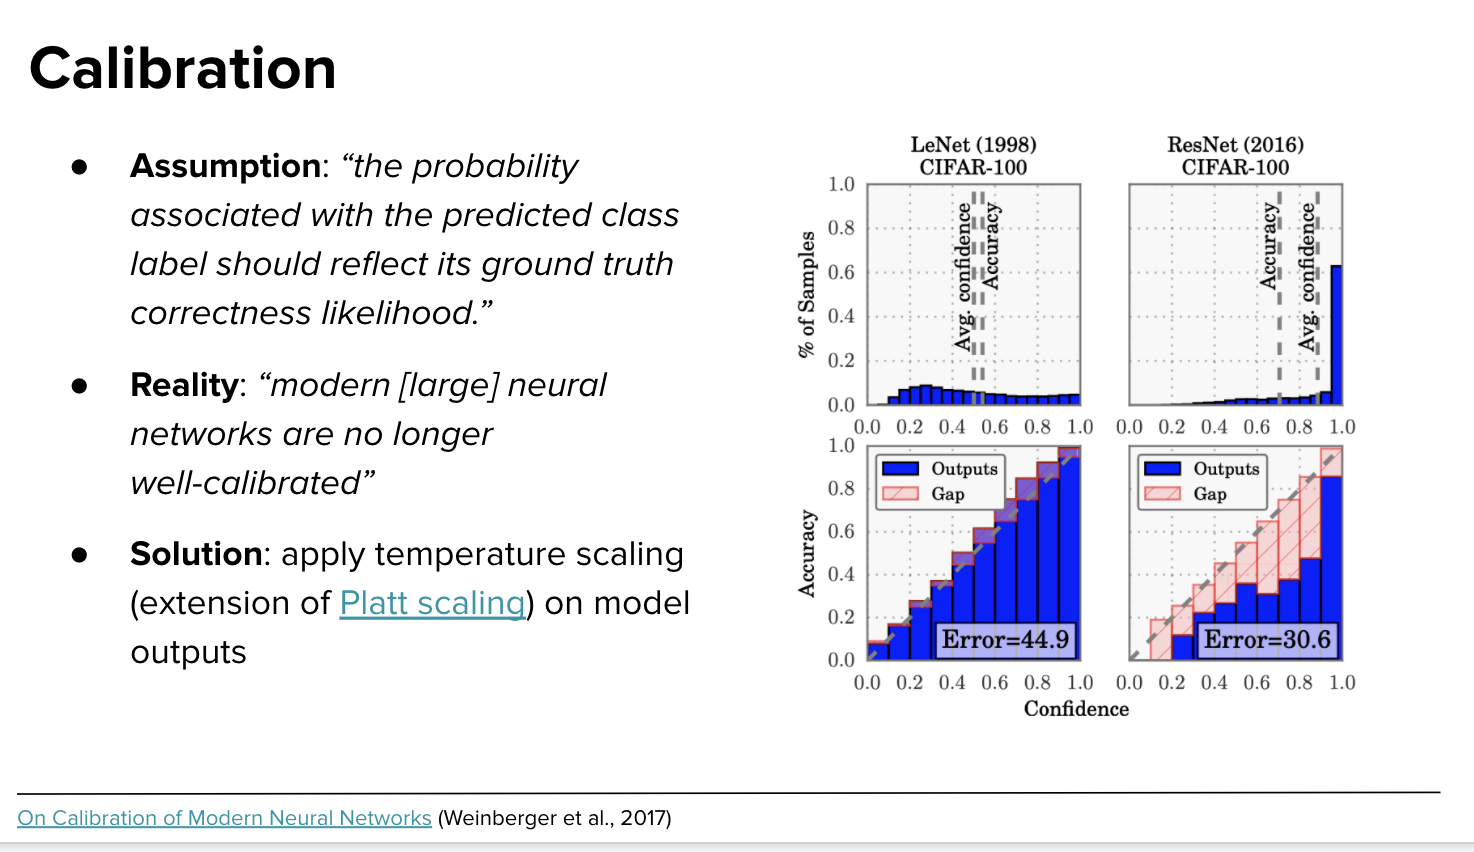 Calibration
● Assumption: “the probability
associated with the predicted class
label should reflect its ground truth
correctness likelihood.”
● Reality: “modern [large] neural
networks are no longer
well-calibrated”
● Solution: apply temperature scaling
(extension of Platt scaling) on model
outputs
LeNet (1998)
CIFAR-100
ResNet (2016)
CIFAR-100
% of Samples
1.0
0.8
0.6
0.4
0.2
0.0
Avg. confidence
Accuracy
0.0 0.2 0.4 0.6 0.8 1.0
Accuracy
Avg. confidence
0.0 0.2 0.4 0.6 0.8 1.0
Accuracy
1.0
0.8
0.6
0.4
0.2
0.0
Outputs
Gap
Error=44.9
0.0 0.2 0.4 0.6 0.8 1.0
Outputs
Gap
Error=30.6
0.0 0.2 0.4 0.6 0.8 1.0
Confidence
On Calibration of Modern Neural Networks (Weinberger et al., 2017)